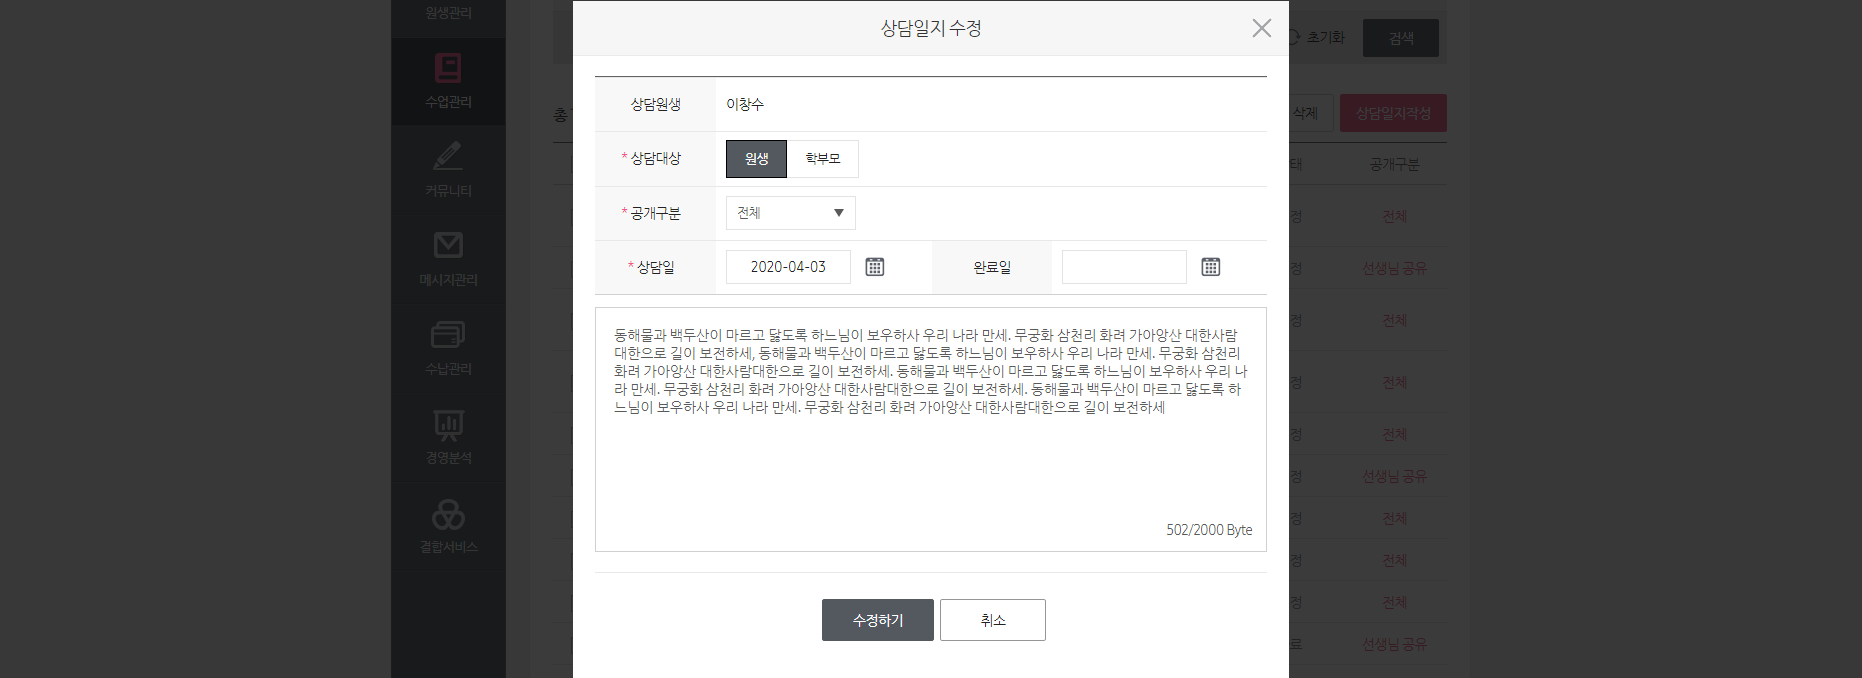 원생관리
수업관리
커뮤니티
메시지관리
수납관리
경영분석
결합서비스
초기화
검색
총
삭제
상담일지작성
태
공개구분
정
전체
정
선생님 공유
정
전체
정
전체
정
전체
정
선생님 공유
정
전체
정
전체
정
전체
료
선생님 공유
상담일지 수정
상담원생
이창수
* 상담대상
원생
학부모
* 공개구분
전체
* 상담일
2020-04-03
완료일
동해물과 백두산이 마르고 닳도록 하느님이 보우하사 우리 나라 만세. 무궁화 삼천리 화려 가아앙산 대한사람
대한으로 길이 보전하세, 동해물과 백두산이 마르고 닳도록 하느님이 보우하사 우리 나라 만세. 무궁화 삼천리
화려 가아앙산 대한사람대한으로 길이 보전하세. 동해물과 백두산이 마르고 닳도록 하느님이 보우하사 우리 나
라 만세. 무궁화 삼천리 화려 가아앙산 대한사람대한으로 길이 보전하세. 동해물과 백두산이 마르고 닳도록 하
느님이 보우하사 우리 나라 만세. 무궁화 삼천리 화려 가아앙산 대한사람대한으로 길이 보전하세
502/2000 Byte
수정하기
취소